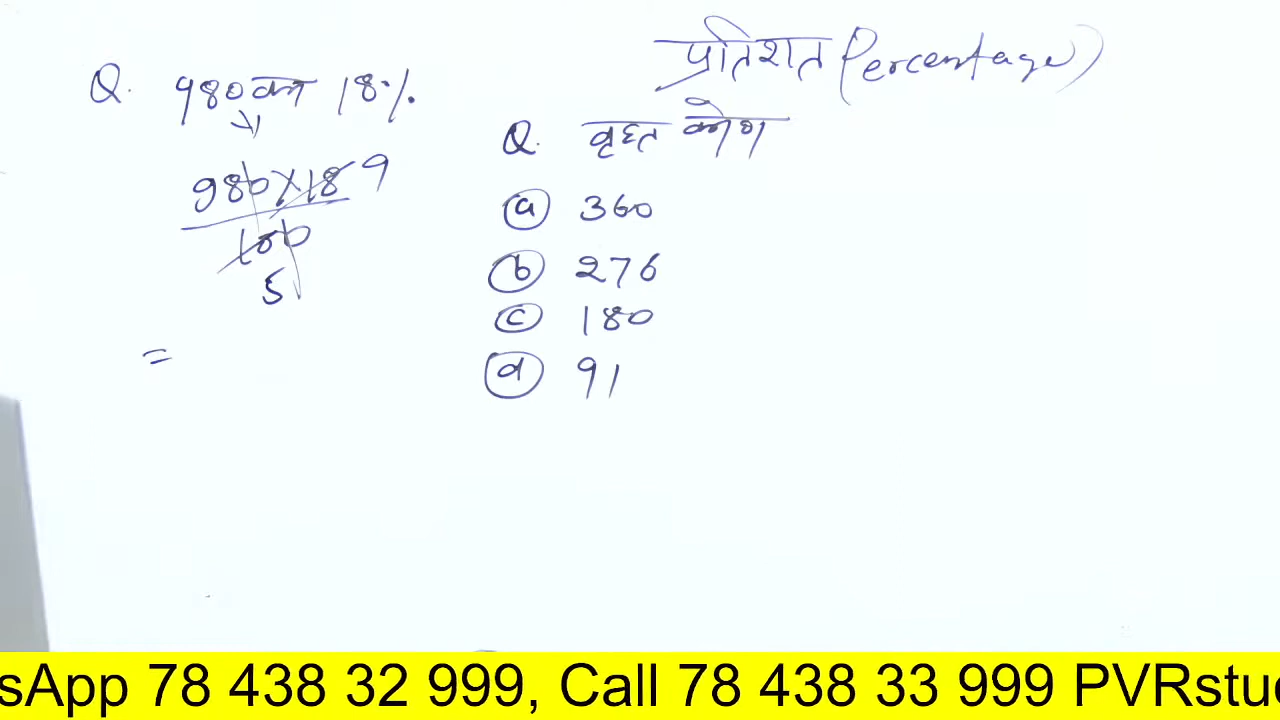 प्रतिशत (Percentage)
Q. 980 का 18%
980 × 18 9
100
5
=
Q. वृहत कोण
(a) 360
(b) 276
(c) 180
(d) 91
sApp 78 438 32 999, Call 78 438 33 999 PVRstu